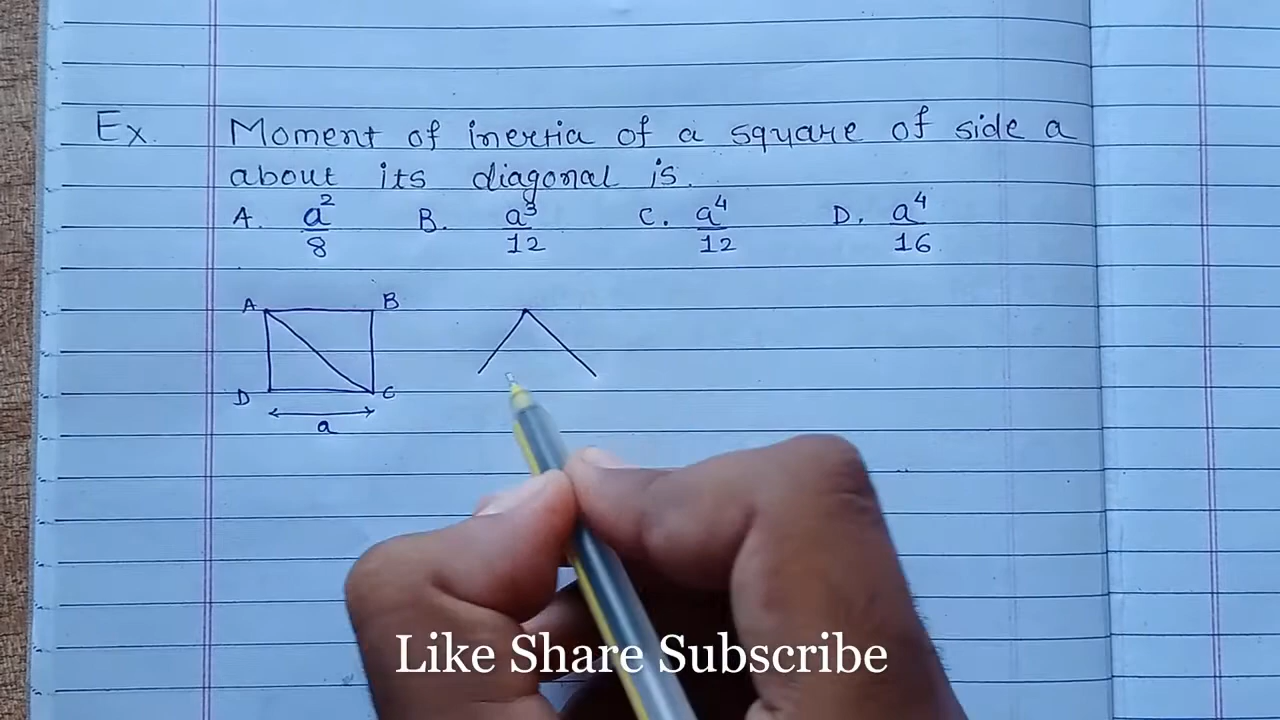 Ex. Moment of inertia of a square of side a
about its diagonal is.
A. a²/8 B. a³/12 C. a⁴/12 D. a⁴/16
A B
D C
a
Like Share Subscribe